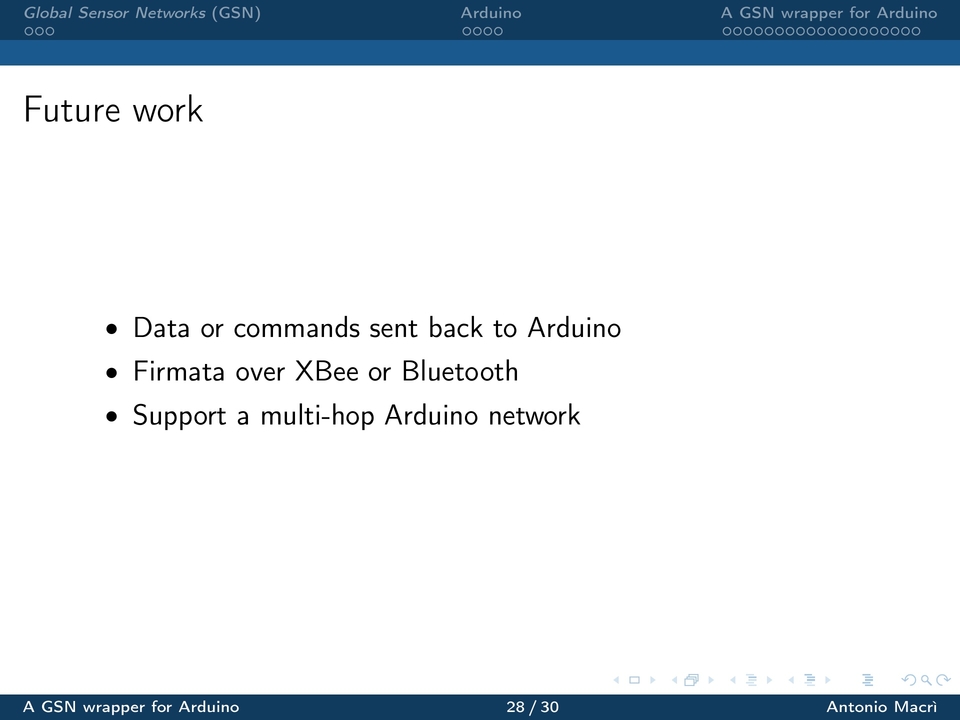 Global Sensor Networks (GSN) Arduino A GSN wrapper for Arduino
Future work
• Data or commands sent back to Arduino
• Firmata over XBee or Bluetooth
• Support a multi-hop Arduino network
A GSN wrapper for Arduino 28 / 30 Antonio Macrì